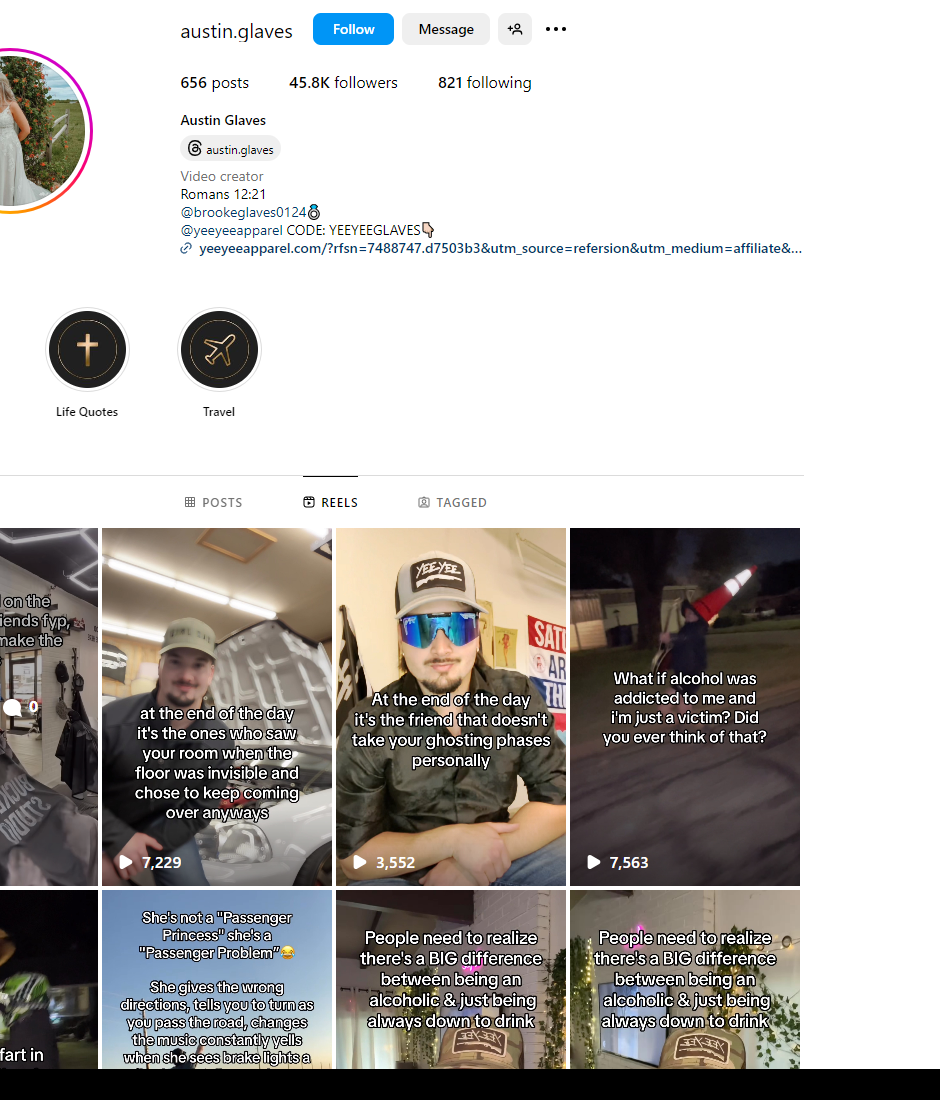 austin.glaves
Follow
Message
656 posts
45.8K followers
821 following
Austin Glaves
austin.glaves
Video creator
Romans 12:21
@brookeglaves0124💍
@yeeyeeapparel CODE: YEEYEEGLAVES👇🏻
yeeyeeapparel.com/?rfsn=7488747.d7503b3&utm_source=refersion&utm_medium=affiliate&...
Life Quotes
Travel
POSTS
REELS
TAGGED
on the
iends fyp,
make the
0
at the end of the day
it's the ones who saw
your room when the
floor was invisible and
chose to keep coming
over anyways
7,229
YEE-YEE
SAT
AR
TH
At the end of the day
it's the friend that doesn't
take your ghosting phases
personally
3,552
What if alcohol was
addicted to me and
i'm just a victim? Did
you ever think of that?
7,563
fart in
She's not a "Passenger
Princess" she's a
"Passenger Problem"😂
She gives the wrong
directions, tells you to turn as
you pass the road, changes
the music constantly yells
when she sees brake lights a
People need to realize
there's a BIG difference
between being an
alcoholic & just being
always down to drink
YEE-YEE
People need to realize
there's a BIG difference
between being an
alcoholic & just being
always down to drink
YEE-YEE